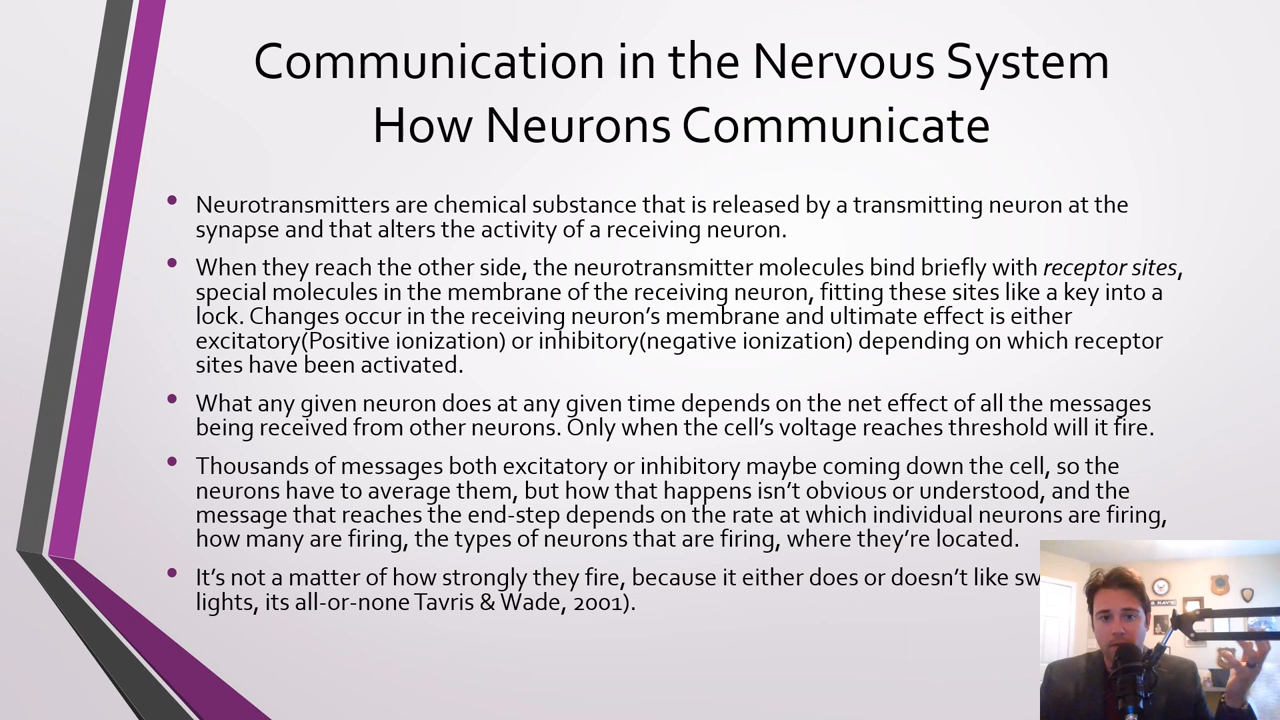 Communication in the Nervous System
How Neurons Communicate
• Neurotransmitters are chemical substance that is released by a transmitting neuron at the
synapse and that alters the activity of a receiving neuron.
• When they reach the other side, the neurotransmitter molecules bind briefly with receptor sites,
special molecules in the membrane of the receiving neuron, fitting these sites like a key into a
lock. Changes occur in the receiving neuron's membrane and ultimate effect is either
excitatory(Positive ionization) or inhibitory(negative ionization) depending on which receptor
sites have been activated.
• What any given neuron does at any given time depends on the net effect of all the messages
being received from other neurons. Only when the cell's voltage reaches threshold will it fire.
• Thousands of messages both excitatory or inhibitory maybe coming down the cell, so the
neurons have to average them, but how that happens isn't obvious or understood, and the
message that reaches the end-step depends on the rate at which individual neurons are firing,
how many are firing, the types of neurons that are firing, where they're located.
• It's not a matter of how strongly they fire, because it either does or doesn't like sw
lights, its all-or-none Tavris & Wade, 2001).